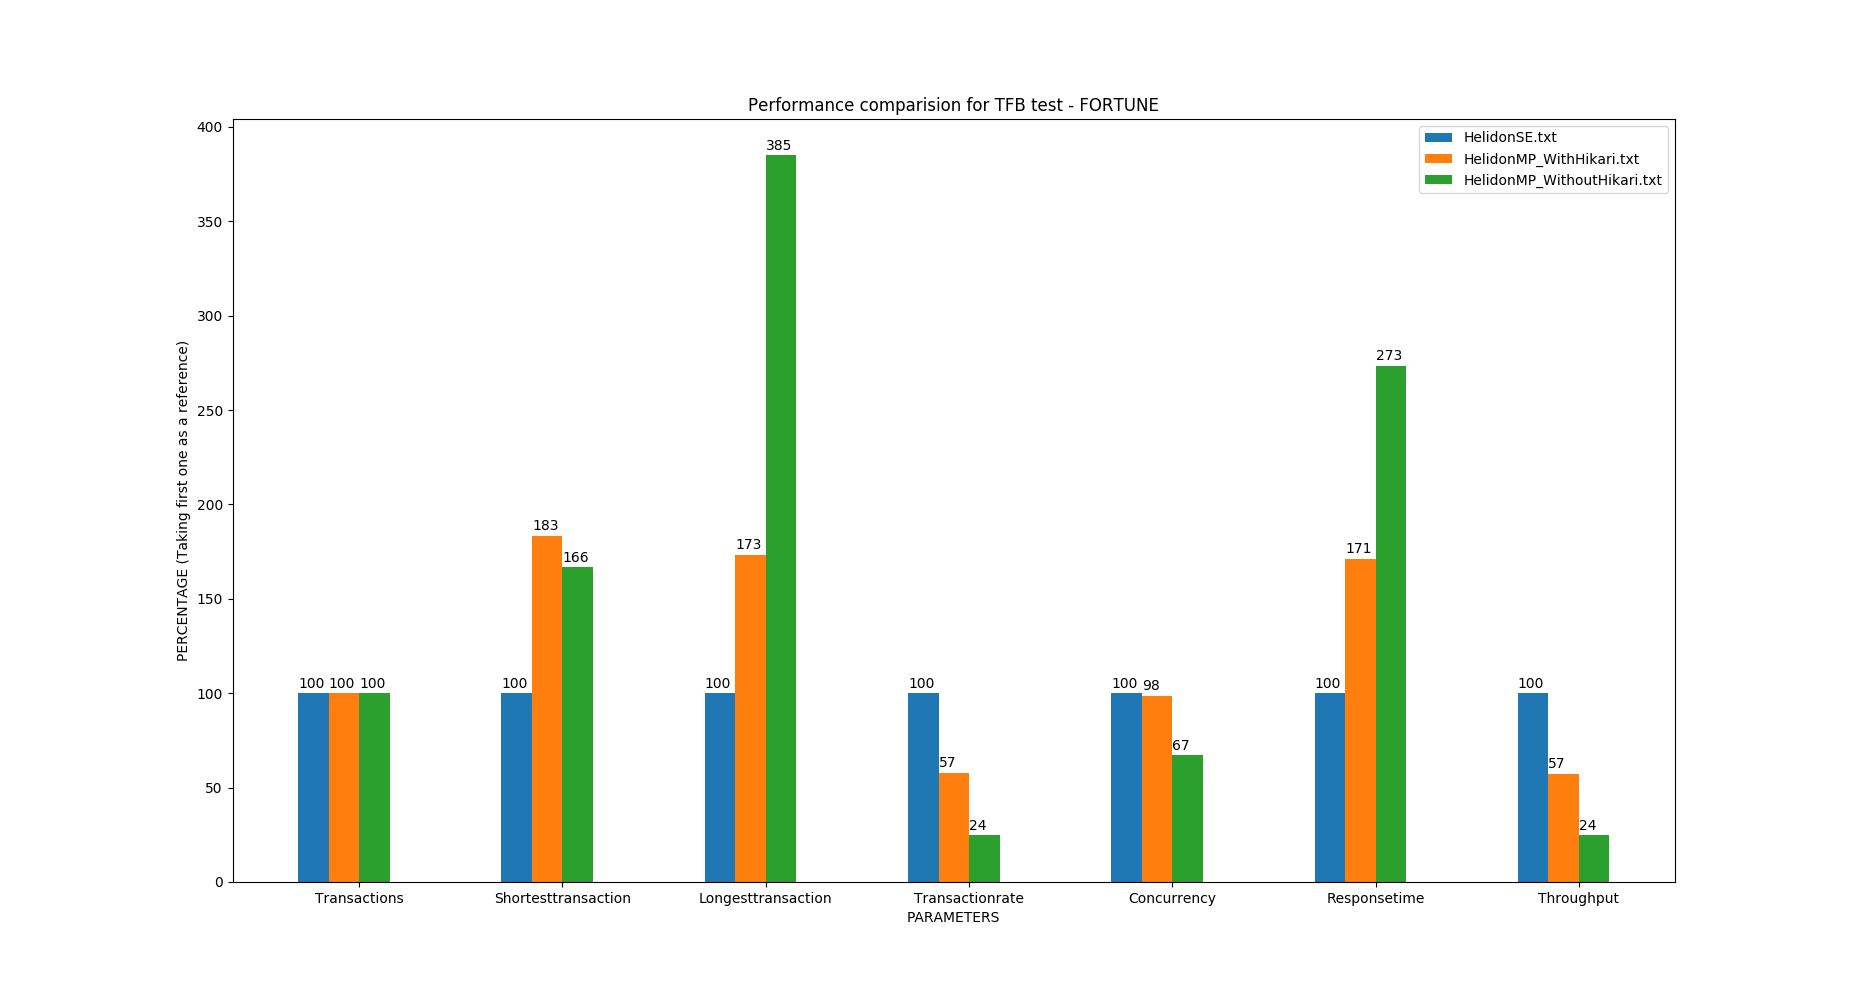 Performance comparision for TFB test - FORTUNE
HelidonSE.txt
HelidonMP_WithHikari.txt
HelidonMP_WithoutHikari.txt
PERCENTAGE (Taking first one as a reference)
400
350
300
250
200
150
100
50
0
100 100 100
100 183 166
100 173 385
100 57 24
100 98 67
100 171 273
100 57 24
Transactions Shortesttransaction Longesttransaction Transactionrate Concurrency Responsetime Throughput
PARAMETERS